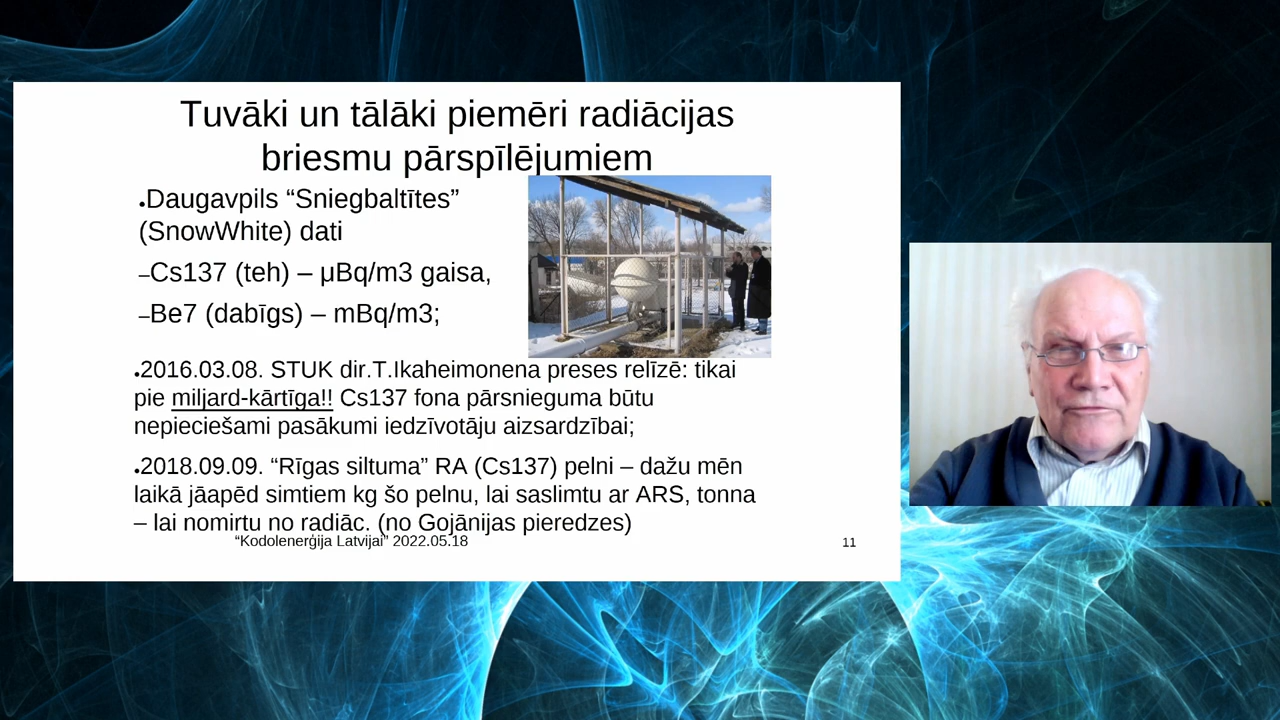 Tuvāki un tālāki piemēri radiācijas
briesmu pārspīlējumiem
•Daugavpils “Sniegbaltītes”
(SnowWhite) dati
–Cs137 (teh) – μBq/m3 gaisa,
–Be7 (dabīgs) – mBq/m3;
•2016.03.08. STUK dir.T.Ikaheimonena preses relīzē: tikai
pie miljard-kārtīga!! Cs137 fona pārsnieguma būtu
nepieciešami pasākumi iedzīvotāju aizsardzībai;
•2018.09.09. “Rīgas siltuma” RA (Cs137) pelni – dažu mēn
laikā jāapēd simtiem kg šo pelnu, lai saslimtu ar ARS, tonna
– lai nomirtu no radiāc. (no Gojānijas pieredzes)
“Kodolenerģija Latvijai” 2022.05.18
11